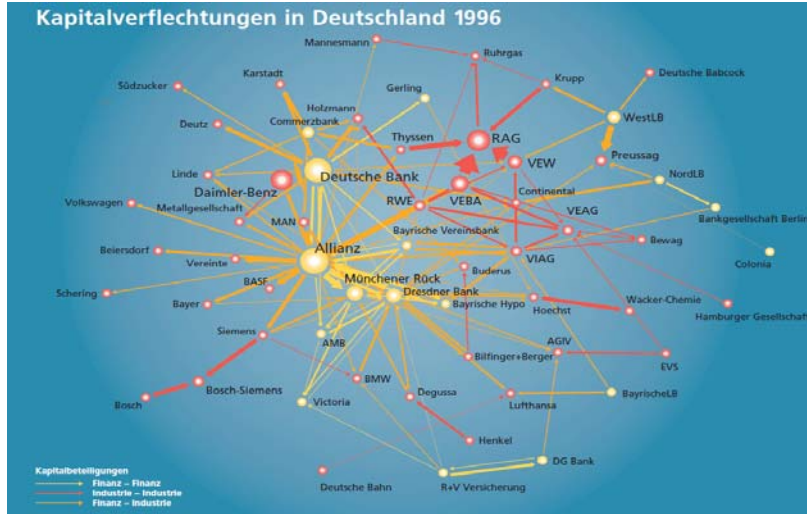 Kapitalverflechtungen in Deutschland 1996
Mannesmann
Ruhrgas
Karstadt
Krupp
Deutsche Babcock
Südzucker
Gerling
Holzmann
Deutz
Commerzbank
WestLB
Thyssen
RAG
Preussag
Linde
Deutsche Bank
VEW
NordLB
Daimler-Benz
Continental
Volkswagen
Metallgesellschaft
RWE
VEBA
VEAG
MAN
Bankgesellschaft Berlin
Bayrische Vereinsbank
Beiersdorf
Allianz
VIAG
Bewag
Vereinte
Colonia
Buderus
BASF
Münchener Rück
Schering
Dresdner Bank
Bayer
Bayrische Hypo
Hoechst
Wacker-Chemie
Hamburger Gesellschaft
Siemens
AMB
AGIV
Bilfinger+Berger
EVS
BMW
Bosch-Siemens
Degussa
Bosch
Victoria
Lufthansa
BayrischeLB
Henkel
Kapitalbeteiligungen
Finanz – Finanz
Industrie – Industrie
Finanz – Industrie
Deutsche Bahn
R+V Versicherung
DG Bank